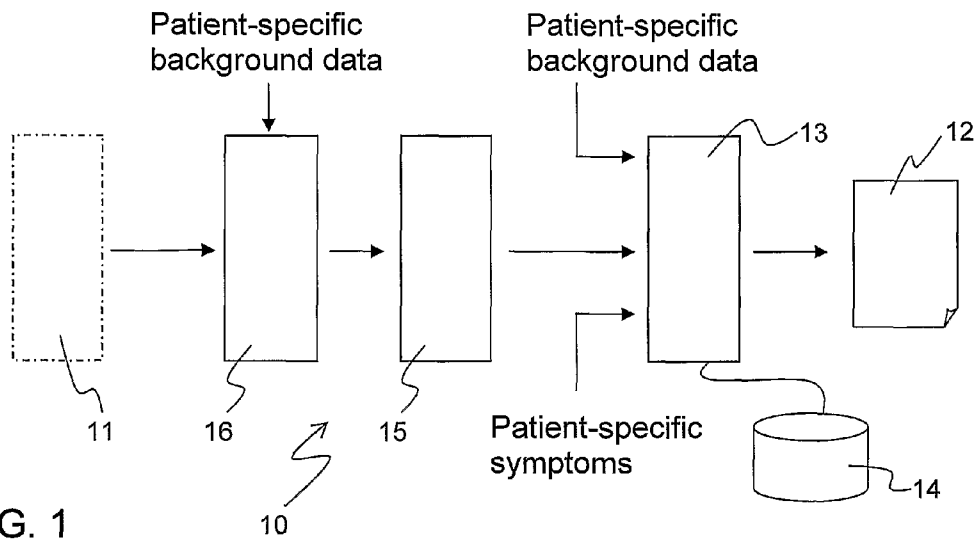 Patient-specific
background data
Patient-specific
background data
13
12
11
16
15
Patient-specific
symptoms
14
10
G. 1